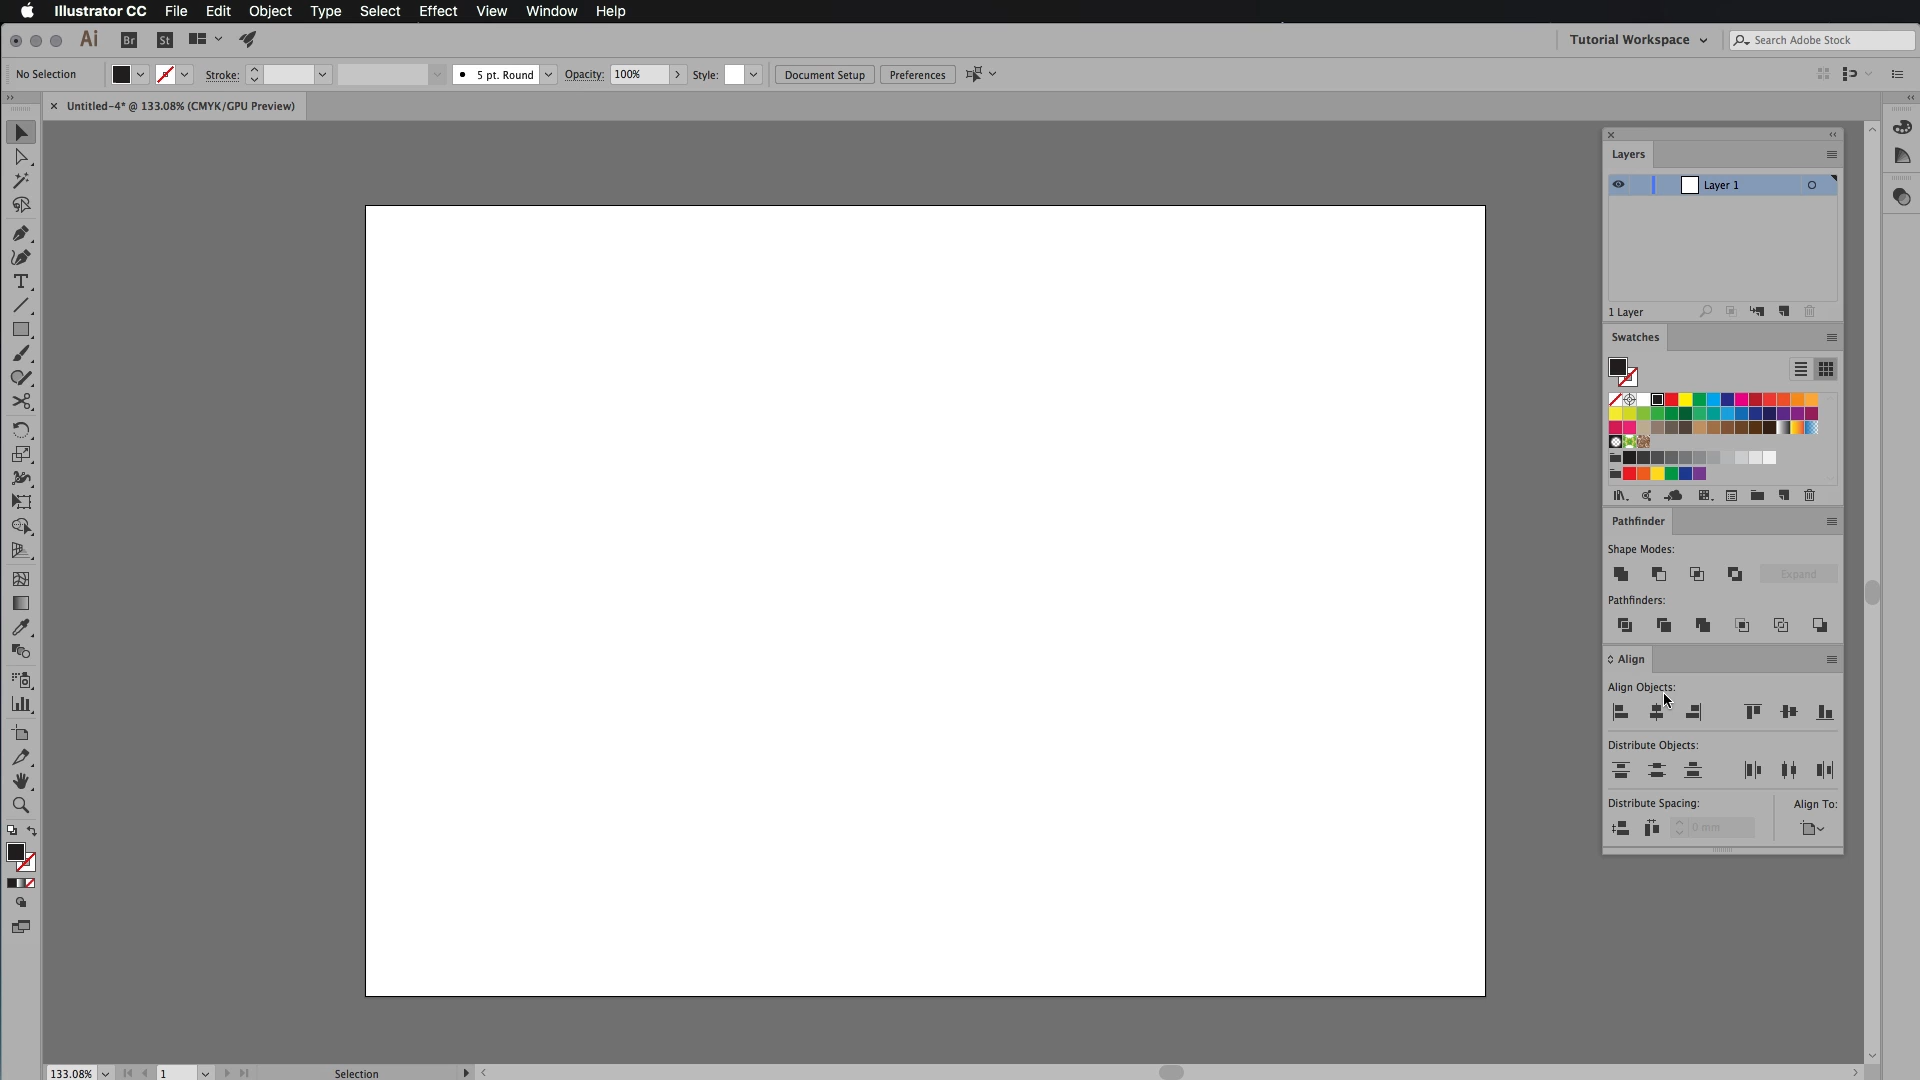 Illustrator CC File Edit Object Type Select Effect View Window Help
Ai Br St Tutorial Workspace Search Adobe Stock
No Selection Stroke: 5 pt. Round Opacity: 100% Style: Document Setup Preferences
Untitled-4* @ 133.08% (CMYK/GPU Preview)
Layers
Layer 1
1 Layer
Swatches
Pathfinder
Shape Modes:
Expand
Pathfinders:
Align
Align Objects:
Distribute Objects:
Distribute Spacing: Align To:
0 mm
133.08% 1 Selection